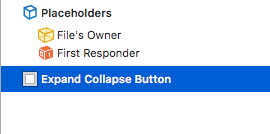 Placeholders
File's Owner
First Responder
Expand Collapse Button